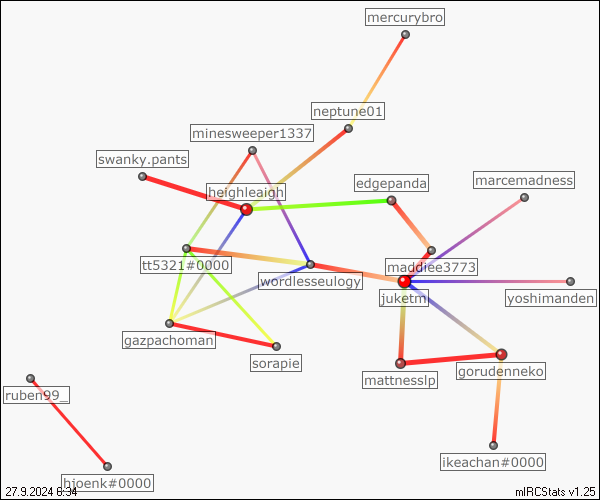 mercurybro
neptune01
minesweeper1337
swanky.pants
heighleaigh
edgepanda
marcemadness
tt5321#0000
wordlesseulogy
maddiee3773
juketm
yoshimanden
gazpachoman
sorapie
mattnesslp
gorudenneko
ruben99_
ikeachan#0000
hjoenk#0000
27.9.2024 6:34
mIRCStats v1.25